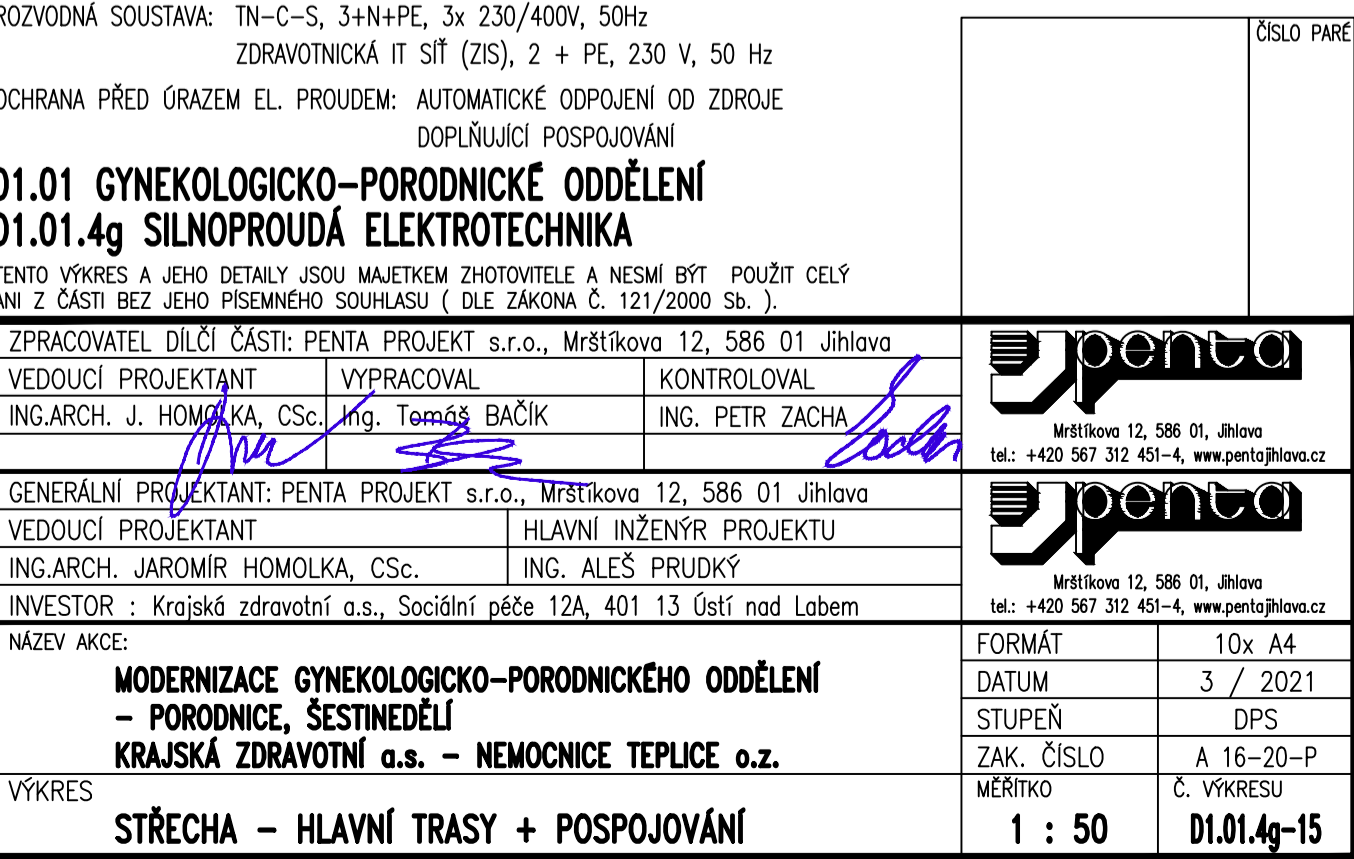 ROZVODNÁ SOUSTAVA: TN-C-S, 3+N+PE, 3x 230/400V, 50Hz
ZDRAVOTNICKÁ IT SÍŤ (ZIS), 2 + PE, 230 V, 50 Hz
OCHRANA PŘED ÚRAZEM EL. PROUDEM: AUTOMATICKÉ ODPOJENÍ OD ZDROJE
DOPLŇUJÍCÍ POSPOJOVÁNÍ
ČÍSLO PARÉ
D1.01 GYNEKOLOGICKO-PORODNICKÉ ODDĚLENÍ
D1.01.4g SILNOPROUDÁ ELEKTROTECHNIKA
TENTO VÝKRES A JEHO DETAILY JSOU MAJETKEM ZHOTOVITELE A NESMÍ BÝT POUŽIT CELÝ
ANI Z ČÁSTI BEZ JEHO PÍSEMNÉHO SOUHLASU ( DLE ZÁKONA Č. 121/2000 Sb. ).
ZPRACOVATEL DÍLČÍ ČÁSTI: PENTA PROJEKT s.r.o., Mrštíkova 12, 586 01 Jihlava
VEDOUCÍ PROJEKTANT VYPRACOVAL KONTROLOVAL
ING.ARCH. J. HOMOLKA, CSc. Ing. Tomáš BAČÍK ING. PETR ZACHA
penta
Mrštíkova 12, 586 01, Jihlava
tel.: +420 567 312 451-4, www.pentajihlava.cz
GENERÁLNÍ PROJEKTANT: PENTA PROJEKT s.r.o., Mrštíkova 12, 586 01 Jihlava
VEDOUCÍ PROJEKTANT HLAVNÍ INŽENÝR PROJEKTU
ING.ARCH. JAROMÍR HOMOLKA, CSc. ING. ALEŠ PRUDKÝ
INVESTOR : Krajská zdravotní a.s., Sociální péče 12A, 401 13 Ústí nad Labem
penta
Mrštíkova 12, 586 01, Jihlava
tel.: +420 567 312 451-4, www.pentajihlava.cz
NÁZEV AKCE:
MODERNIZACE GYNEKOLOGICKO-PORODNICKÉHO ODDĚLENÍ
- PORODNICE, ŠESTINEDĚLÍ
KRAJSKÁ ZDRAVOTNÍ a.s. - NEMOCNICE TEPLICE o.z.
FORMÁT 10x A4
DATUM 3 / 2021
STUPEŇ DPS
ZAK. ČÍSLO A 16-20-P
VÝKRES
STŘECHA - HLAVNÍ TRASY + POSPOJOVÁNÍ
MĚŘÍTKO Č. VÝKRESU
1 : 50 D1.01.4g-15